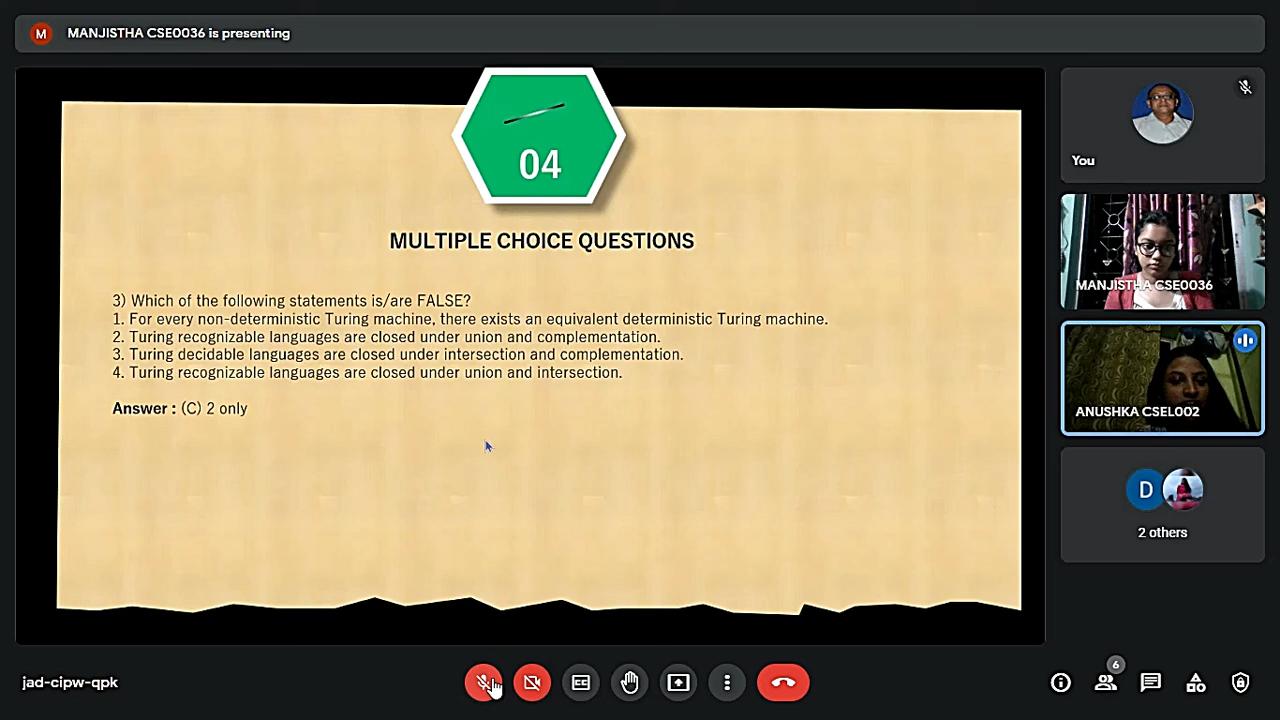 M MANJISTHA CSE0036 is presenting
04
MULTIPLE CHOICE QUESTIONS
3) Which of the following statements is/are FALSE?
1. For every non-deterministic Turing machine, there exists an equivalent deterministic Turing machine.
2. Turing recognizable languages are closed under union and complementation.
3. Turing decidable languages are closed under intersection and complementation.
4. Turing recognizable languages are closed under union and intersection.
Answer : (C) 2 only
You
MANJISTHA CSE0036
ANUSHKA CSEL002
D
2 others
jad-cipw-qpk
CC
6